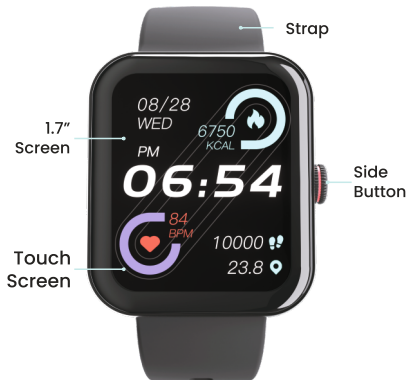 Strap
08/28
WED
6750
KCAL
1.7”
Screen
PM
06:54
Side
Button
84
BPM
10000
23.8
Touch
Screen